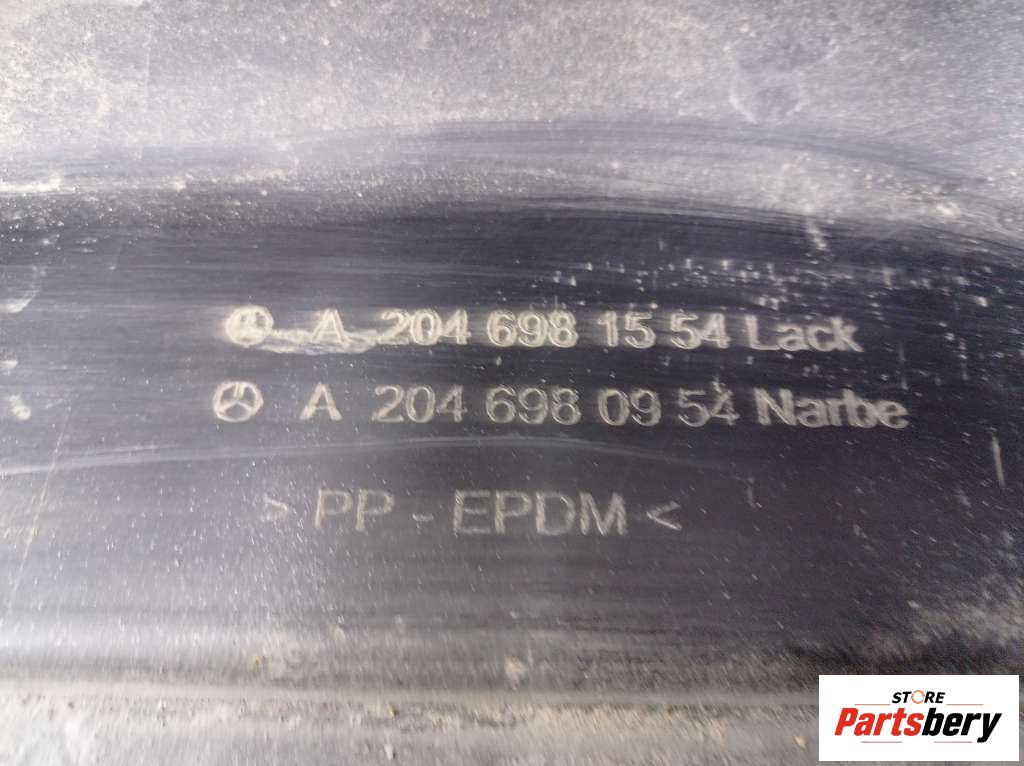 A 204 698 15 54 Lack
A 204 698 09 54 Narbe
> PP - EPDM <
STORE
Partsbery